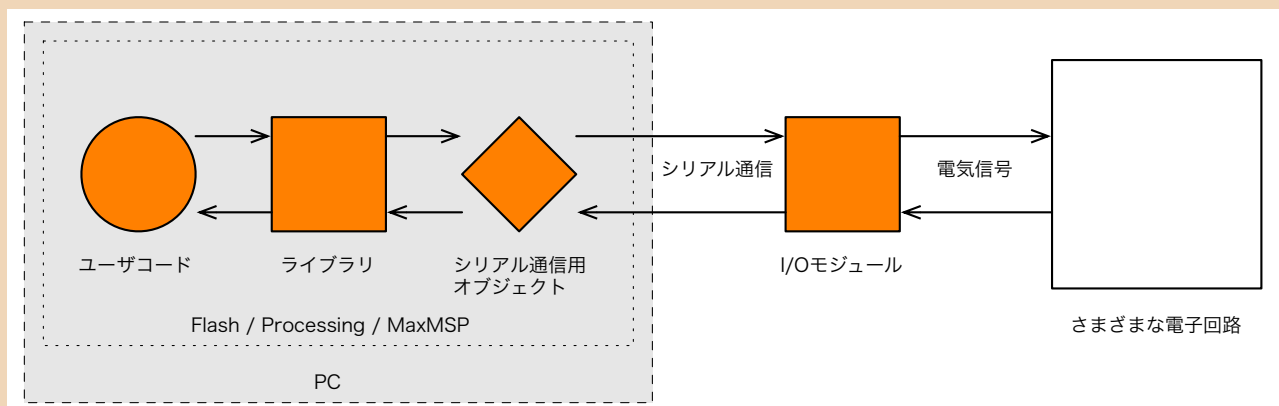 シリアル通信
電気信号
ユーザコード
ライブラリ
シリアル通信用
オブジェクト
I/Oモジュール
Flash / Processing / MaxMSP
さまざまな電子回路
PC